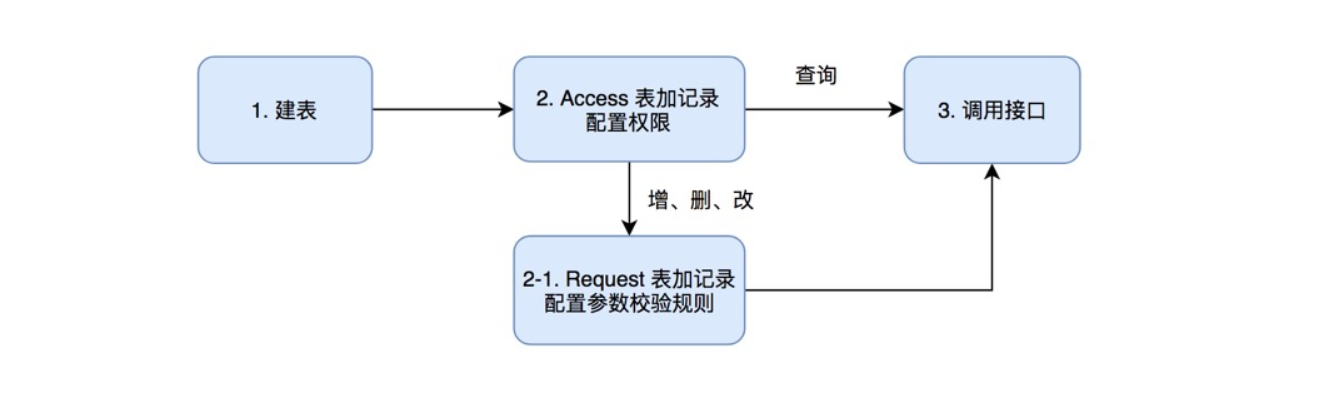 1. 建表
2. Access 表加记录
配置权限
查询
3. 调用接口
增、删、改
2-1. Request 表加记录
配置参数校验规则